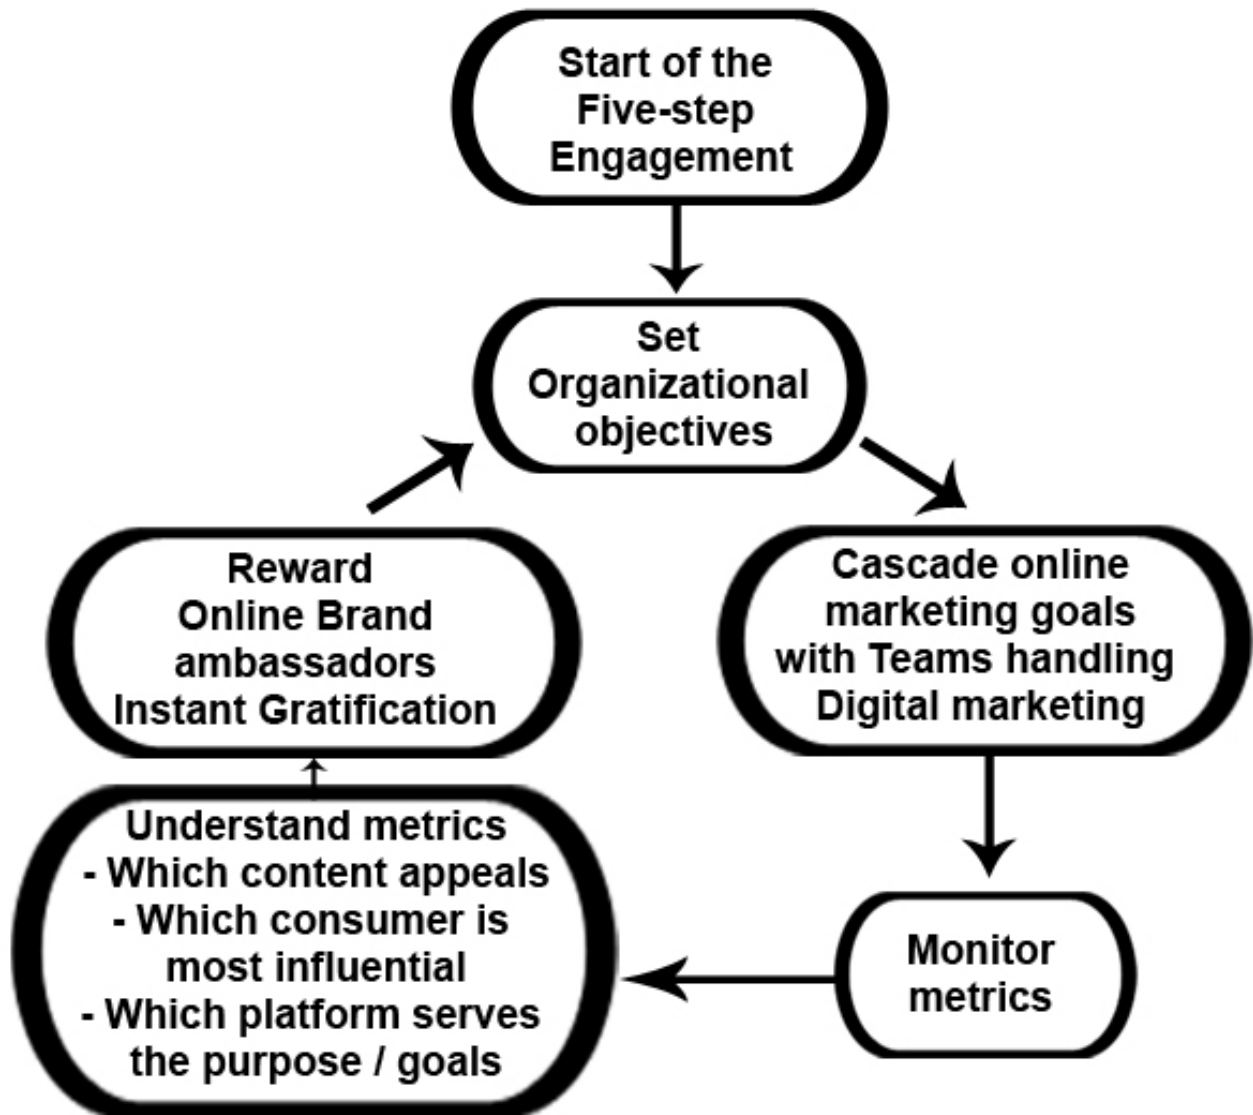 Start of the
Five-step
Engagement
Set
Organizational
objectives
Cascade online
marketing goals
with Teams handling
Digital marketing
Monitor
metrics
Understand metrics
- Which content appeals
- Which consumer is
most influential
- Which platform serves
the purpose / goals
Reward
Online Brand
ambassadors
Instant Gratification